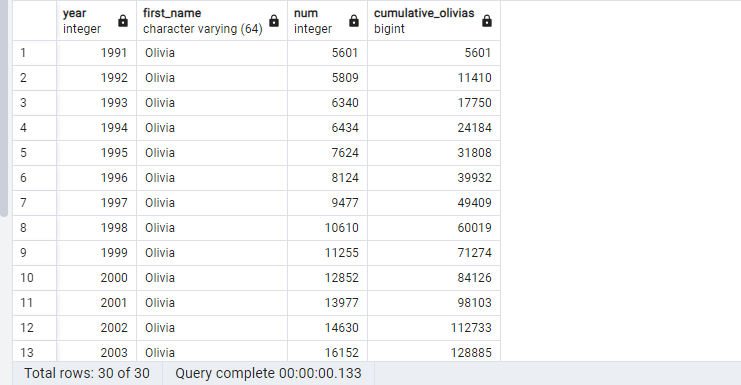 year first_name num cumulative_olivias
integer character varying (64) integer bigint
1 1991 Olivia 5601 5601
2 1992 Olivia 5809 11410
3 1993 Olivia 6340 17750
4 1994 Olivia 6434 24184
5 1995 Olivia 7624 31808
6 1996 Olivia 8124 39932
7 1997 Olivia 9477 49409
8 1998 Olivia 10610 60019
9 1999 Olivia 11255 71274
10 2000 Olivia 12852 84126
11 2001 Olivia 13977 98103
12 2002 Olivia 14630 112733
13 2003 Olivia 16152 128885
Total rows: 30 of 30 Query complete 00:00:00.133